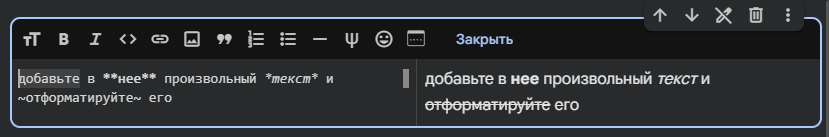 Закрыть
добавьте в **нее** произвольный *текст* и
~отформатируйте~ его
добавьте в нее произвольный текст и
отформатируйте его